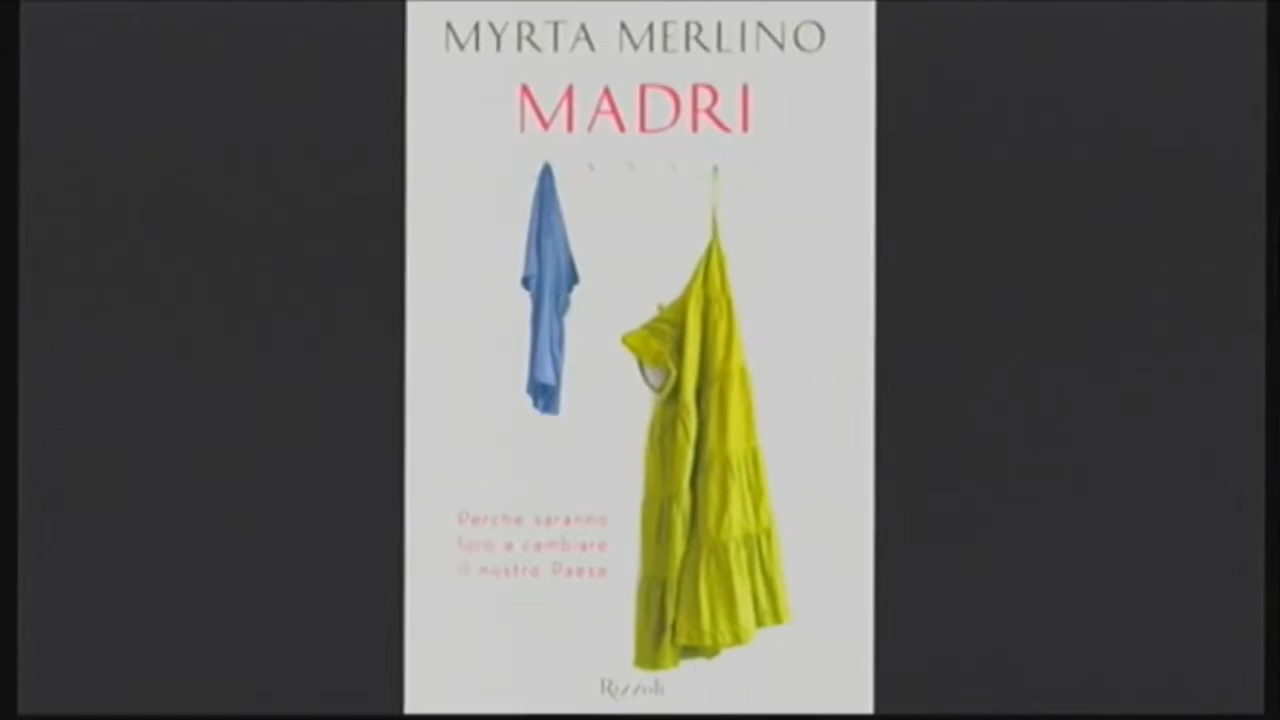 MYRTA MERLINO
MADRI
Perché saranno
loro a cambiare
il nostro Paese
Rizzoli